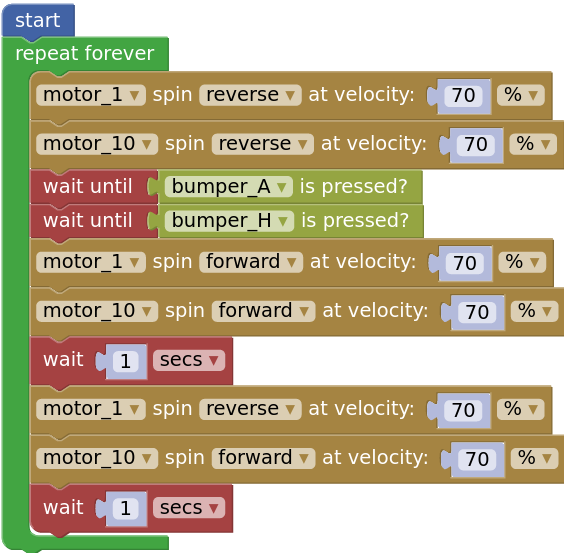 start
repeat forever
motor_1 ▾ spin reverse ▾ at velocity: 70 % ▾
motor_10 ▾ spin reverse ▾ at velocity: 70 % ▾
wait until bumper_A ▾ is pressed?
wait until bumper_H ▾ is pressed?
motor_1 ▾ spin forward ▾ at velocity: 70 % ▾
motor_10 ▾ spin forward ▾ at velocity: 70 % ▾
wait 1 secs ▾
motor_1 ▾ spin reverse ▾ at velocity: 70 % ▾
motor_10 ▾ spin forward ▾ at velocity: 70 % ▾
wait 1 secs ▾